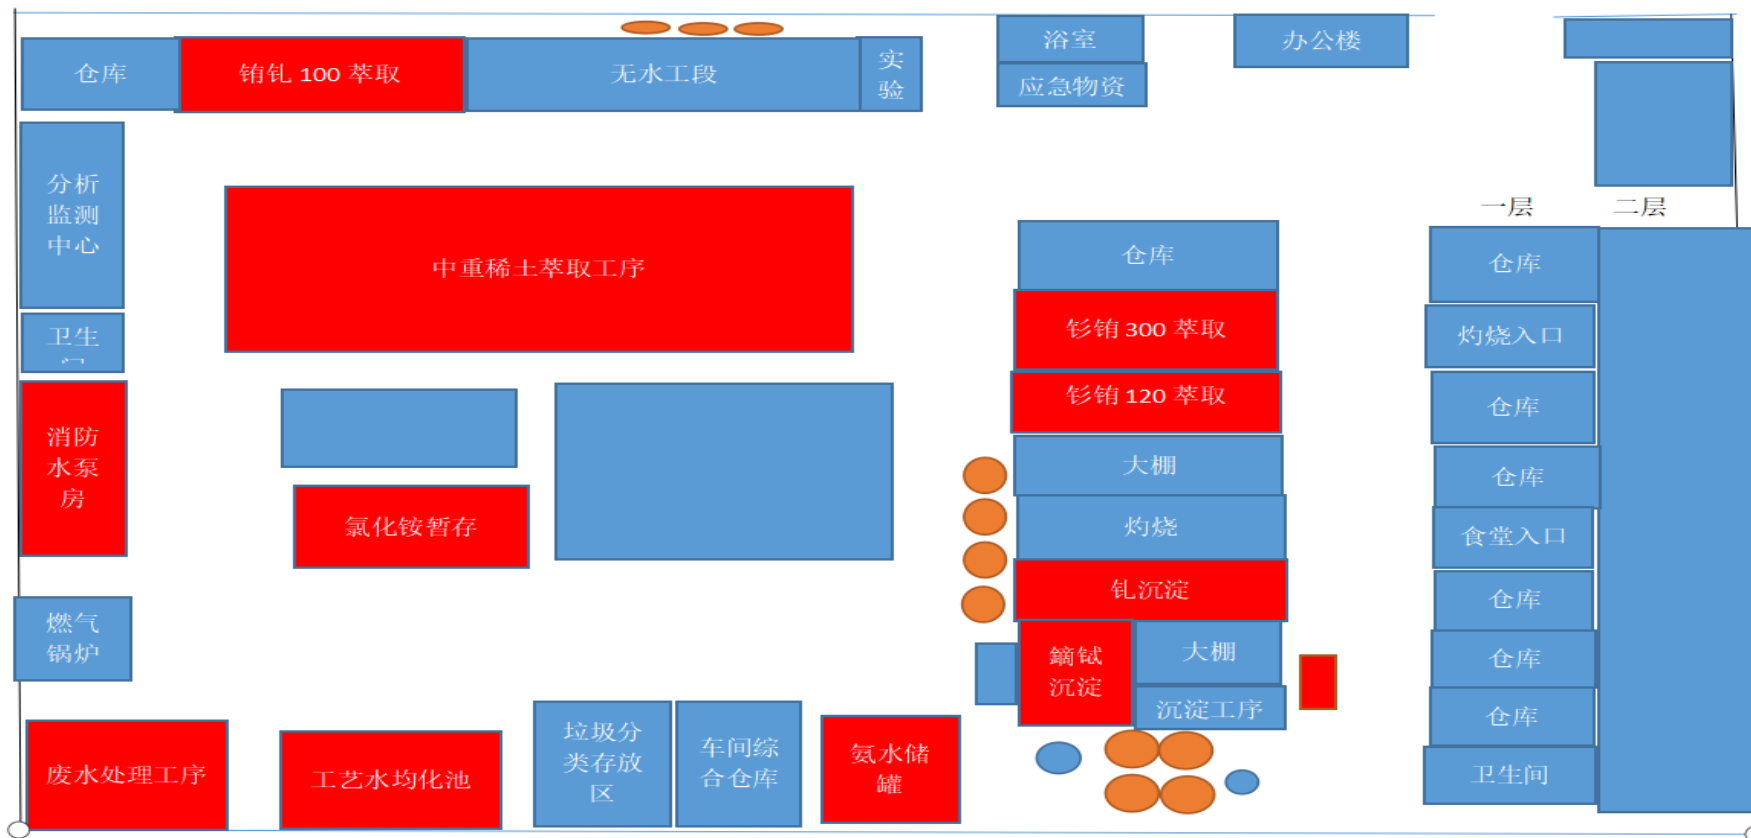 浴室
办公楼
仓库
铕钆 100 萃取
无水工段
实
验
应急物资
分析
监测
中心
一层
二层
中重稀土萃取工序
仓库
仓库
卫生
间
钐铕 300 萃取
灼烧入口
钐铕 120 萃取
仓库
消防
水泵
房
大棚
仓库
氯化铵暂存
灼烧
食堂入口
钆沉淀
仓库
燃气
锅炉
鏑铽
沉淀
大棚
仓库
沉淀工序
仓库
垃圾分
类存放
区
车间综
合仓库
氨水储
罐
废水处理工序
工艺水均化池
卫生间